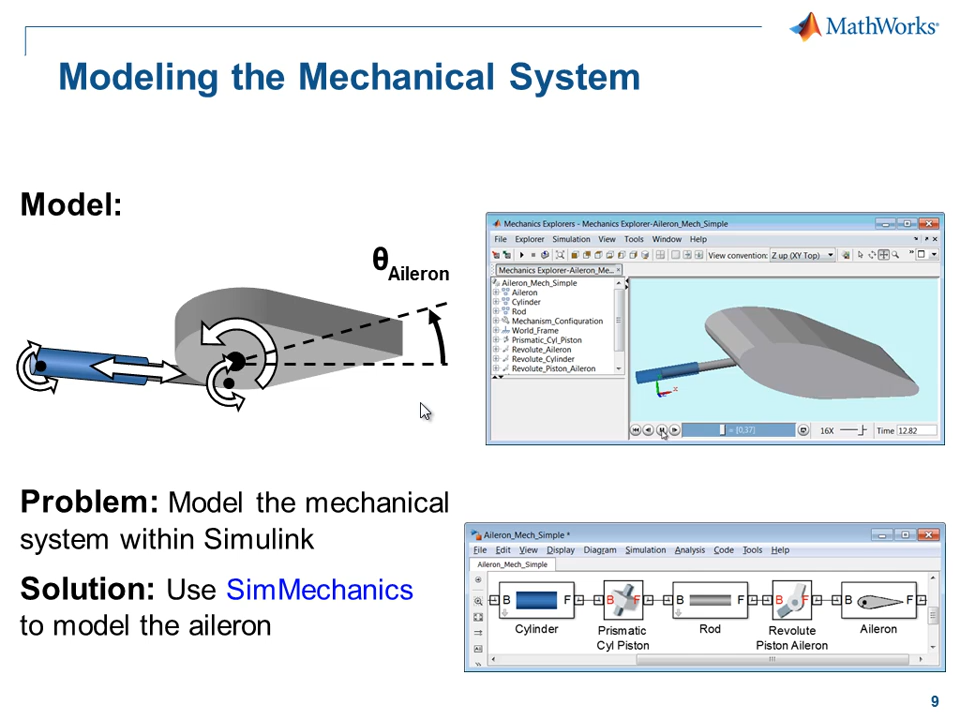 MathWorks®
Modeling the Mechanical System
Model:
θAileron
Mechanics Explorers - Mechanics Explorer-Aileron_Mech_Simple
File Explorer Simulation View Tools Window Help
View convention: Z up (XY Top)
Mechanics Explorer-Aileron_Me...
Aileron_Mech_Simple
Aileron
Cylinder
Rod
Mechanism_Configuration
World_Frame
Prismatic_Cyl_Piston
Revolute_Aileron
Revolute_Cylinder
Revolute_Piston_Aileron
x
= [0,37]
16X
Time 12.82
Problem: Model the mechanical
system within Simulink
Solution: Use SimMechanics
to model the aileron
Aileron_Mech_Simple *
File Edit View Display Diagram Simulation Analysis Code Tools Help
Aileron_Mech_Simple
B F B F B F B F B F
Cylinder Prismatic Cyl Piston Rod Revolute Piston Aileron Aileron
9